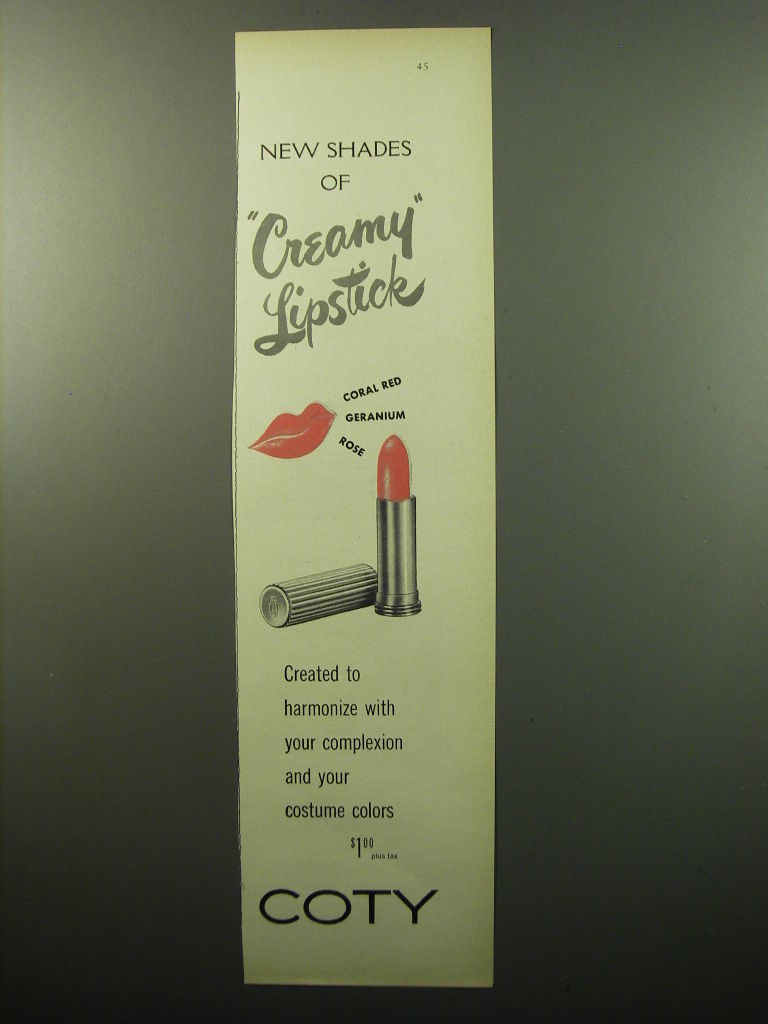 45
NEW SHADES
OF
"Creamy"
Lipstick
CORAL RED
GERANIUM
ROSE
Created to
harmonize with
your complexion
and your
costume colors
$1.00
plus tax
COTY